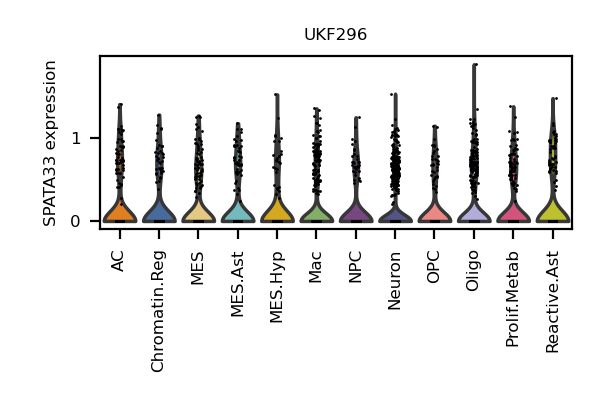 UKF296
SPATA33 expression
1
0
AC
Chromatin.Reg
MES
MES.Ast
MES.Hyp
Mac
NPC
Neuron
OPC
Oligo
Prolif.Metab
Reactive.Ast